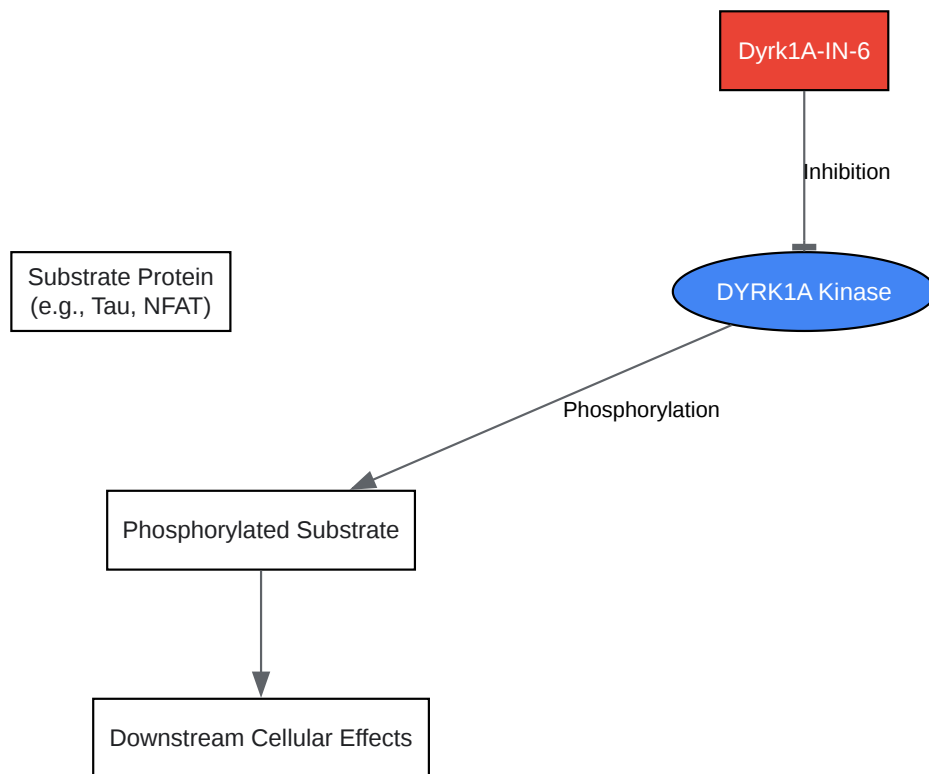 Dyrk1A-IN-6
Inhibition
Substrate Protein
(e.g., Tau, NFAT)
DYRK1A Kinase
Phosphorylation
Phosphorylated Substrate
Downstream Cellular Effects